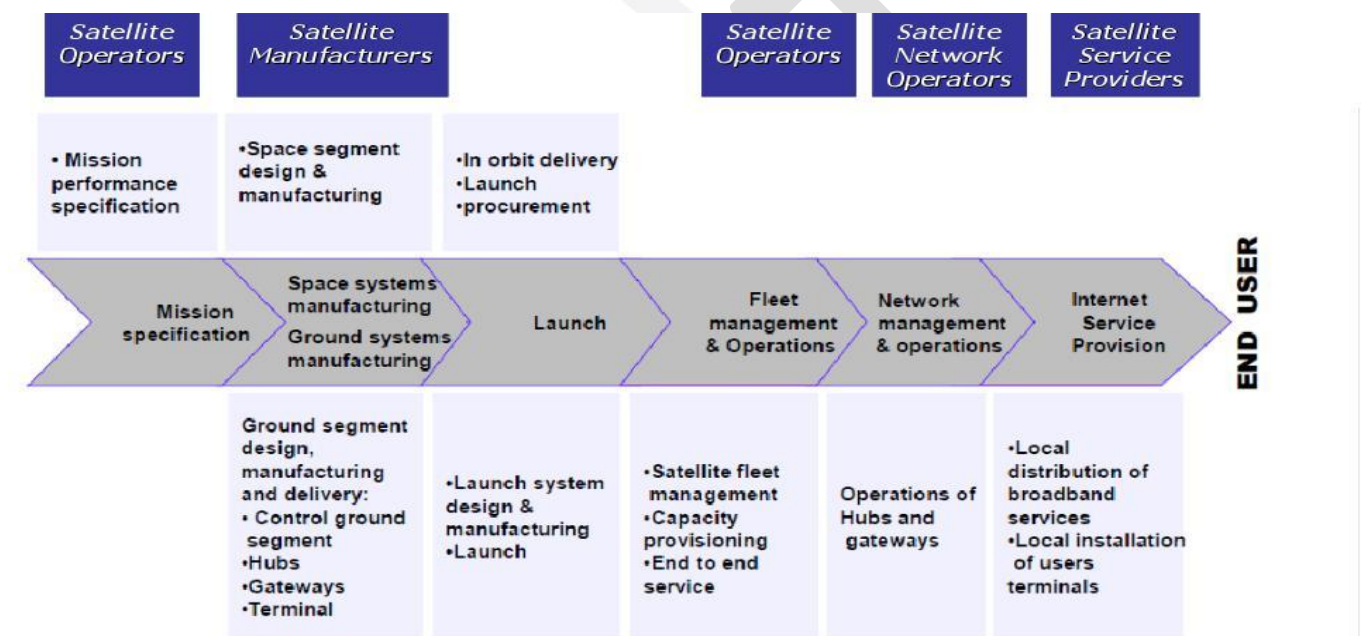 Satellite
Operators
Satellite
Manufacturers
Satellite
Operators
Satellite
Network
Operators
Satellite
Service
Providers
• Mission
performance
specification
•Space segment
design &
manufacturing
•In orbit delivery
•Launch
•procurement
Mission
specification
Space systems
manufacturing
Ground systems
manufacturing
Launch
Fleet
management
& Operations
Network
management
& operations
Internet
Service
Provision
END USER
Ground segment
design,
manufacturing
and delivery:
• Control ground
segment
•Hubs
•Gateways
•Terminal
•Launch system
design &
manufacturing
•Launch
•Satellite fleet
management
•Capacity
provisioning
•End to end
service
Operations of
Hubs and
gateways
•Local
distribution of
broadband
services
•Local installation
of users
terminals